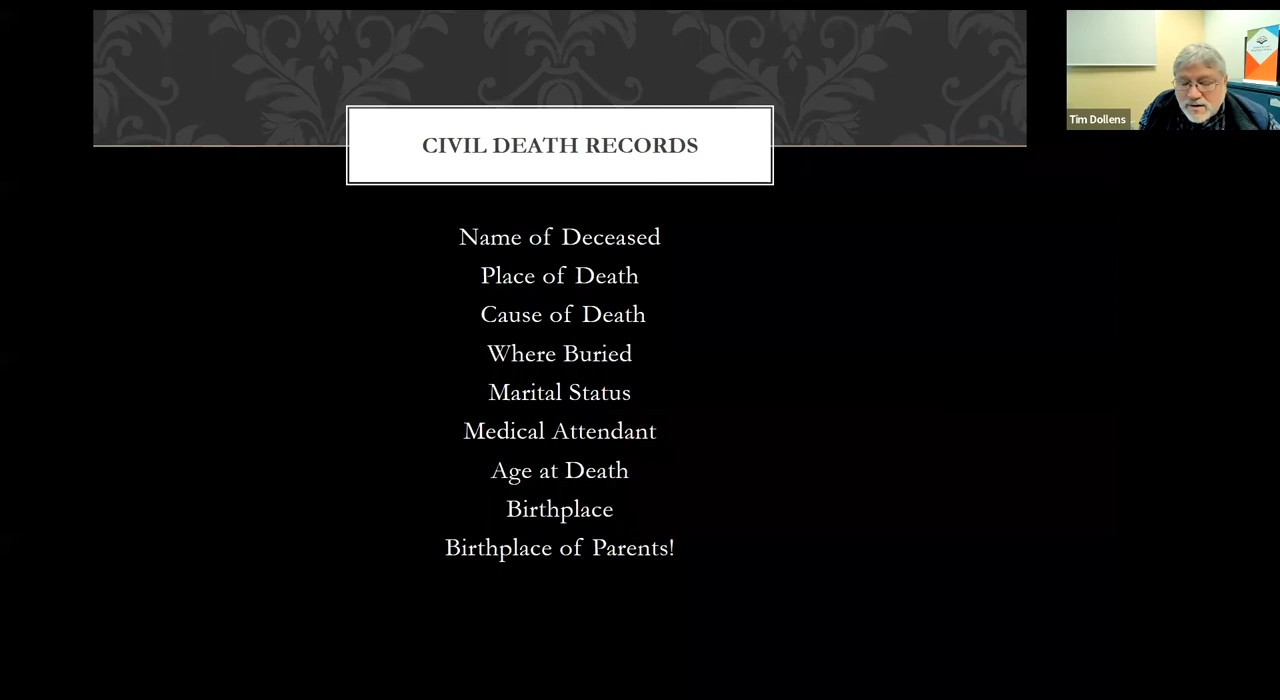 CIVIL DEATH RECORDS
Name of Deceased
Place of Death
Cause of Death
Where Buried
Marital Status
Medical Attendant
Age at Death
Birthplace
Birthplace of Parents!
Tim Dollens